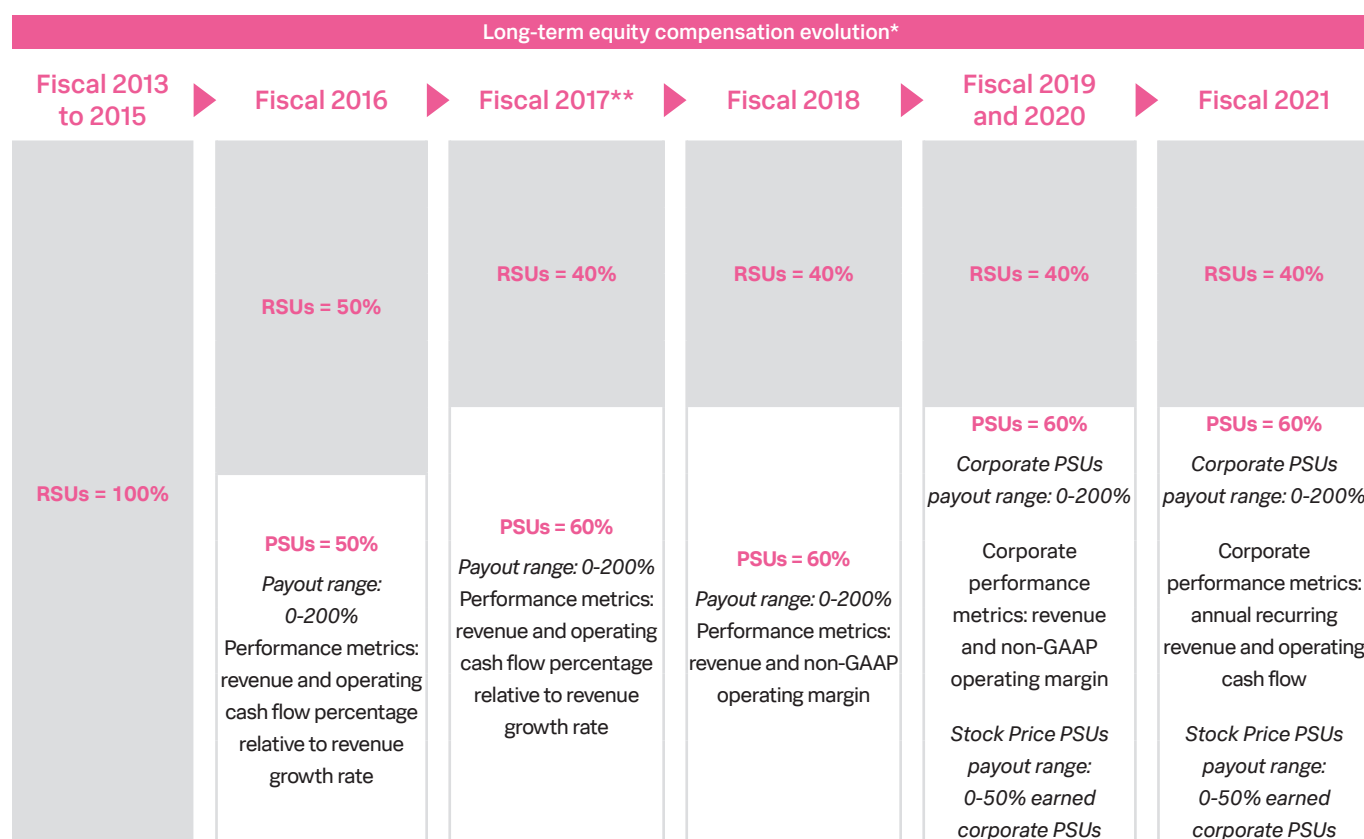 Long-term equity compensation evolution*
Fiscal 2013
to 2015
Fiscal 2016
Fiscal 2017**
Fiscal 2018
Fiscal 2019
and 2020
Fiscal 2021
RSUs = 100%
RSUs = 50%
PSUs = 50%
Payout range:
0-200%
Performance metrics:
revenue and operating
cash flow percentage
relative to revenue
growth rate
RSUs = 40%
PSUs = 60%
Payout range: 0-200%
Performance metrics:
revenue and operating
cash flow percentage
relative to revenue
growth rate
RSUs = 40%
PSUs = 60%
Payout range: 0-200%
Performance metrics:
revenue and non-GAAP
operating margin
RSUs = 40%
PSUs = 60%
Corporate PSUs
payout range: 0-200%
Corporate
performance
metrics: revenue
and non-GAAP
operating margin
Stock Price PSUs
payout range:
0-50% earned
corporate PSUs
RSUs = 40%
PSUs = 60%
Corporate PSUs
payout range: 0-200%
Corporate
performance metrics:
annual recurring
revenue and operating
cash flow
Stock Price PSUs
payout range:
0-50% earned
corporate PSUs